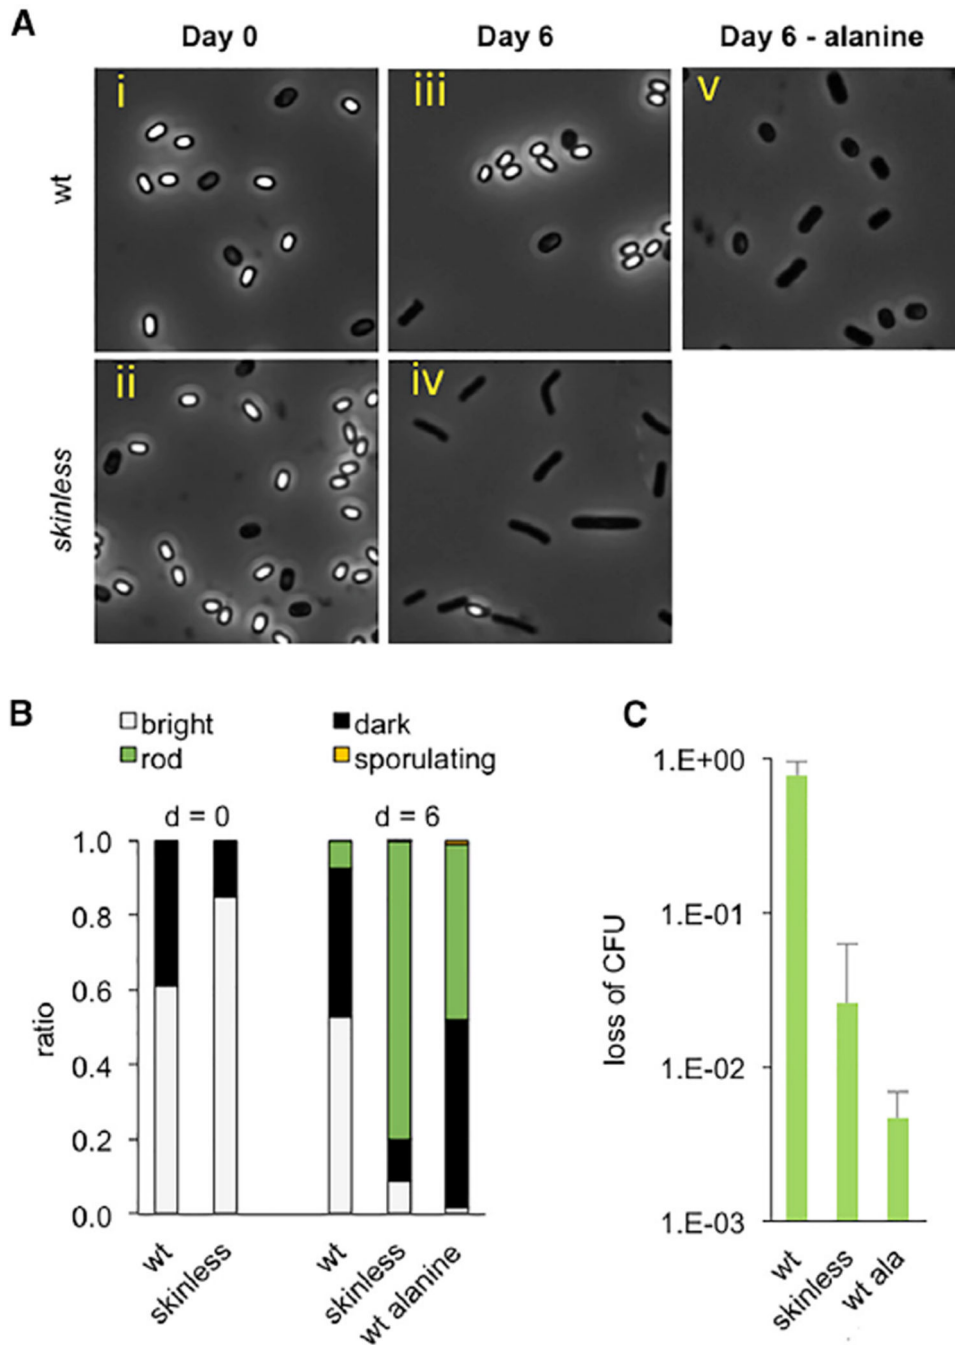 A
Day 0 Day 6 Day 6 - alanine
wt
i iii v
skinless
ii iv
B
bright dark
rod sporulating
d = 0 d = 6
ratio
1.0
0.8
0.6
0.4
0.2
0.0
wt skinless wt skinless wt alanine
C
loss of CFU
1.E+00
1.E-01
1.E-02
1.E-03
wt skinless wt ala